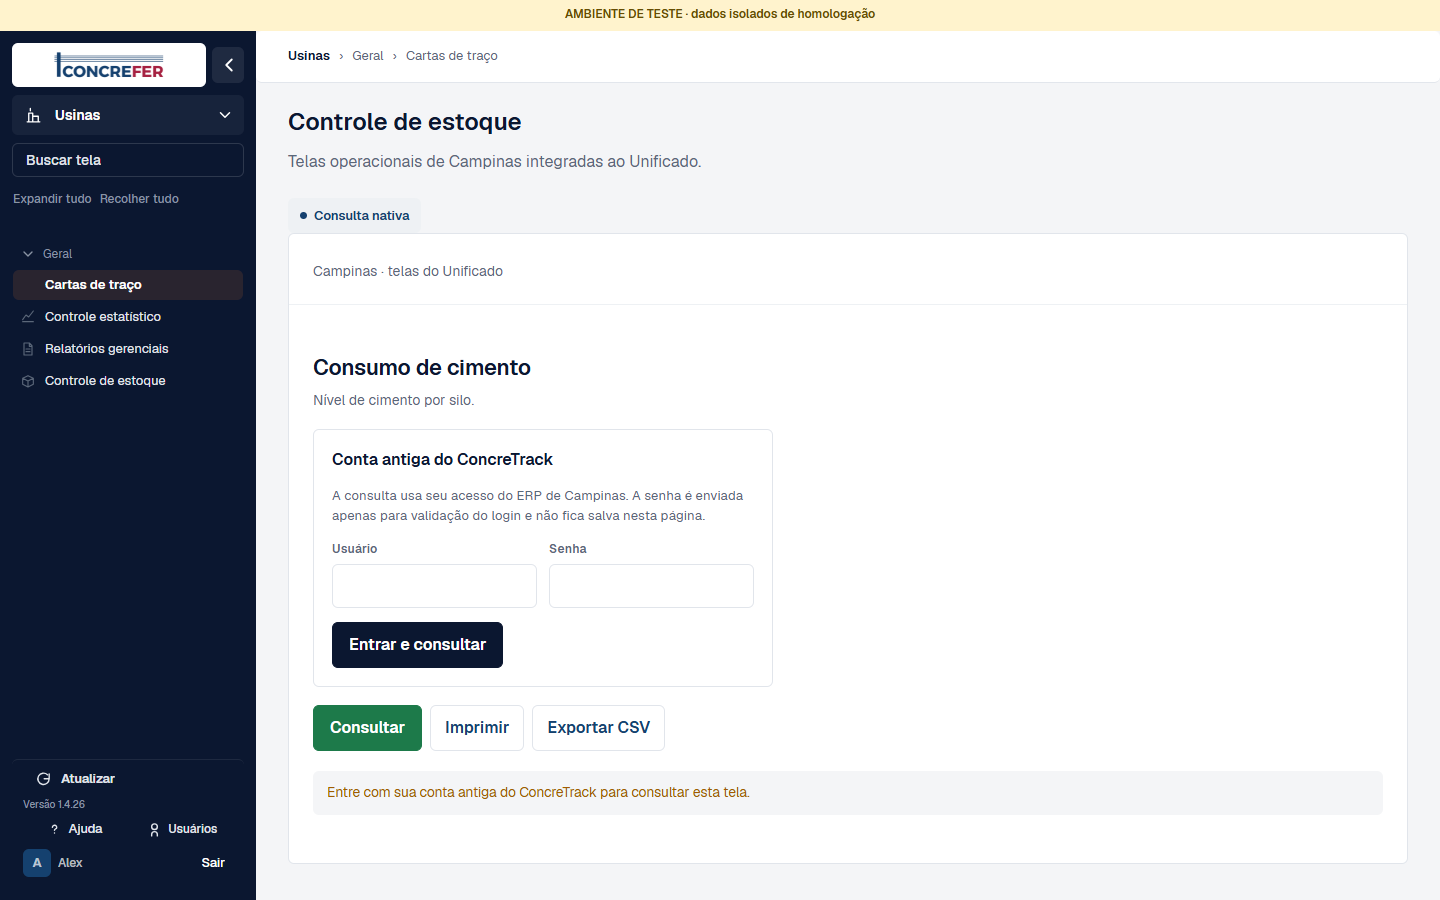 AMBIENTE DE TESTE · dados isolados de homologação
CONCREFER
Usinas
Buscar tela
Expandir tudo Recolher tudo
Geral
Cartas de traço
Controle estatístico
Relatórios gerenciais
Controle de estoque
Atualizar
Versão 1.4.26
? Ajuda
Usuários
A Alex
Sair
Usinas › Geral › Cartas de traço
Controle de estoque
Telas operacionais de Campinas integradas ao Unificado.
Consulta nativa
Campinas · telas do Unificado
Consumo de cimento
Nível de cimento por silo.
Conta antiga do ConcreTrack
A consulta usa seu acesso do ERP de Campinas. A senha é enviada
apenas para validação do login e não fica salva nesta página.
Usuário Senha
Entrar e consultar
Consultar Imprimir Exportar CSV
Entre com sua conta antiga do ConcreTrack para consultar esta tela.